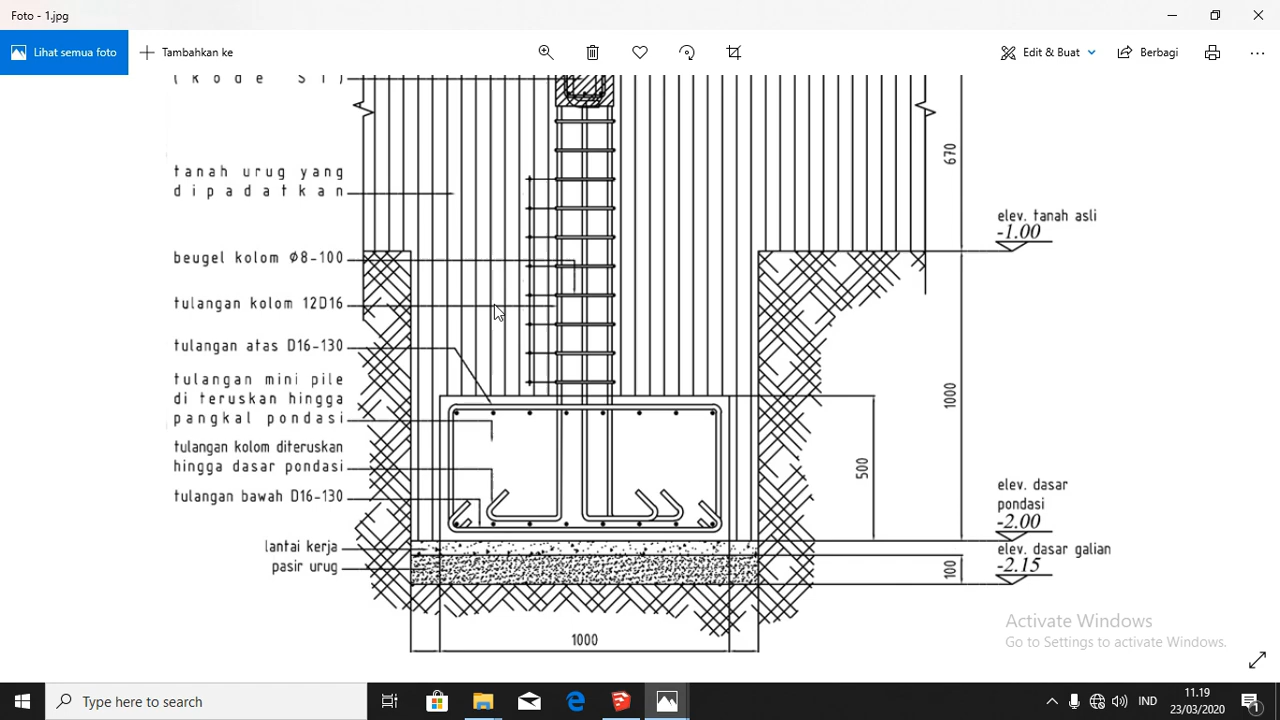 Foto - 1.jpg
Lihat semua foto
Tambahkan ke
Edit & Buat
Berbagi
(kode S1)
tanah urug yang
dipadatkan
beugel kolom Ø8-100
tulangan kolom 12D16
tulangan atas D16-130
tulangan mini pile
di teruskan hingga
pangkal pondasi
tulangan kolom diteruskan
hingga dasar pondasi
tulangan bawah D16-130
lantai kerja
pasir urug
670
elev. tanah asli
-1.00
1000
500
elev. dasar
pondasi
-2.00
elev. dasar galian
-2.15
100
1000
Activate Windows
Go to Settings to activate Windows.
Type here to search
IND
11.19
23/03/2020
1